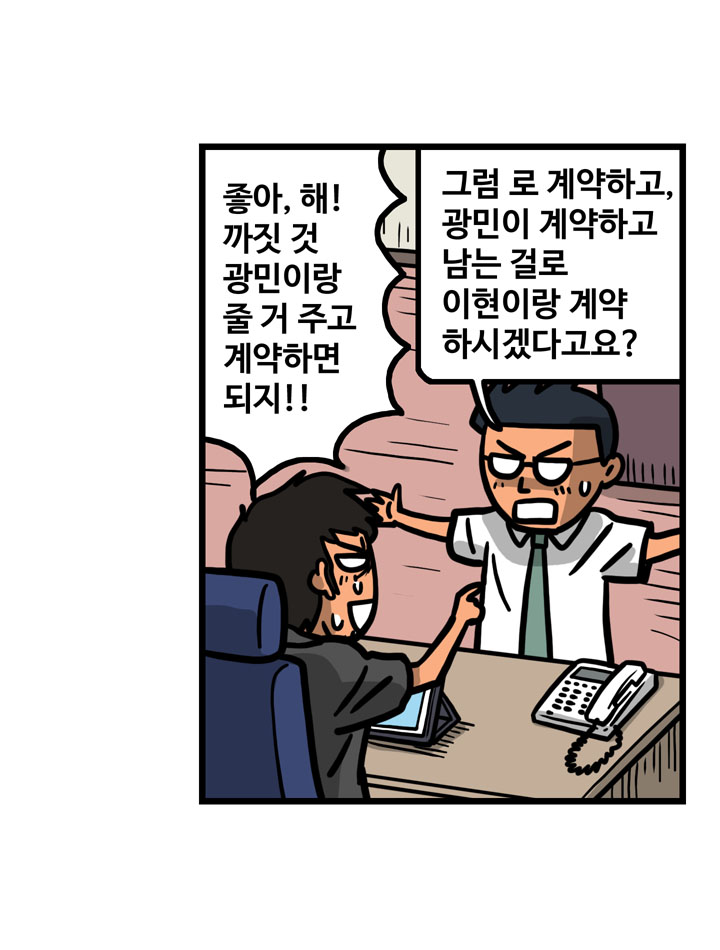 좋아, 해!
까짓 것
광민이랑
줄 거 주고
계약하면
되지!!
그럼 로 계약하고,
광민이 계약하고
남는 걸로
이현이랑 계약
하시겠다고요?